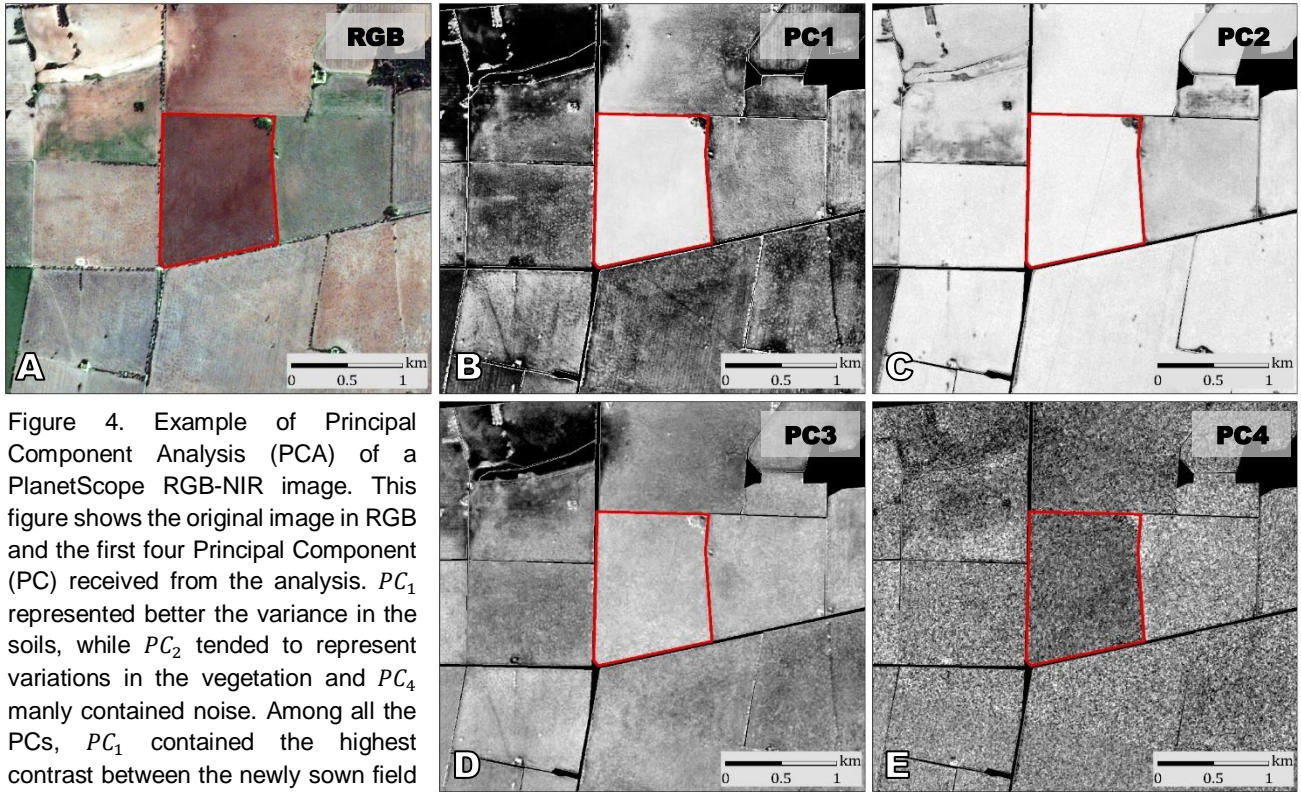 RGB
A
km
0 0.5 1
PC1
B
km
0 0.5 1
PC2
C
km
0 0.5 1
Figure 4. Example of Principal
Component Analysis (PCA) of a
PlanetScope RGB-NIR image. This
figure shows the original image in RGB
and the first four Principal Component
(PC) received from the analysis. PC₁
represented better the variance in the
soils, while PC₂ tended to represent
variations in the vegetation and PC₄
manly contained noise. Among all the
PCs, PC₁ contained the highest
contrast between the newly sown field
PC3
D
km
0 0.5 1
PC4
E
km
0 0.5 1